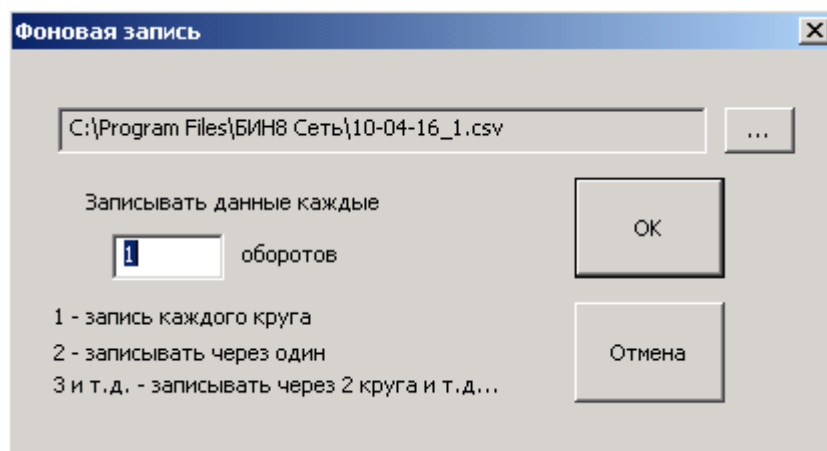 Фоновая запись
C:\Program Files\БИН8 Сеть\10-04-16_1.csv
...
Записывать данные каждые
1 оборотов
OK
1 - запись каждого круга
2 - записывать через один
3 и т.д. - записывать через 2 круга и т.д...
Отмена